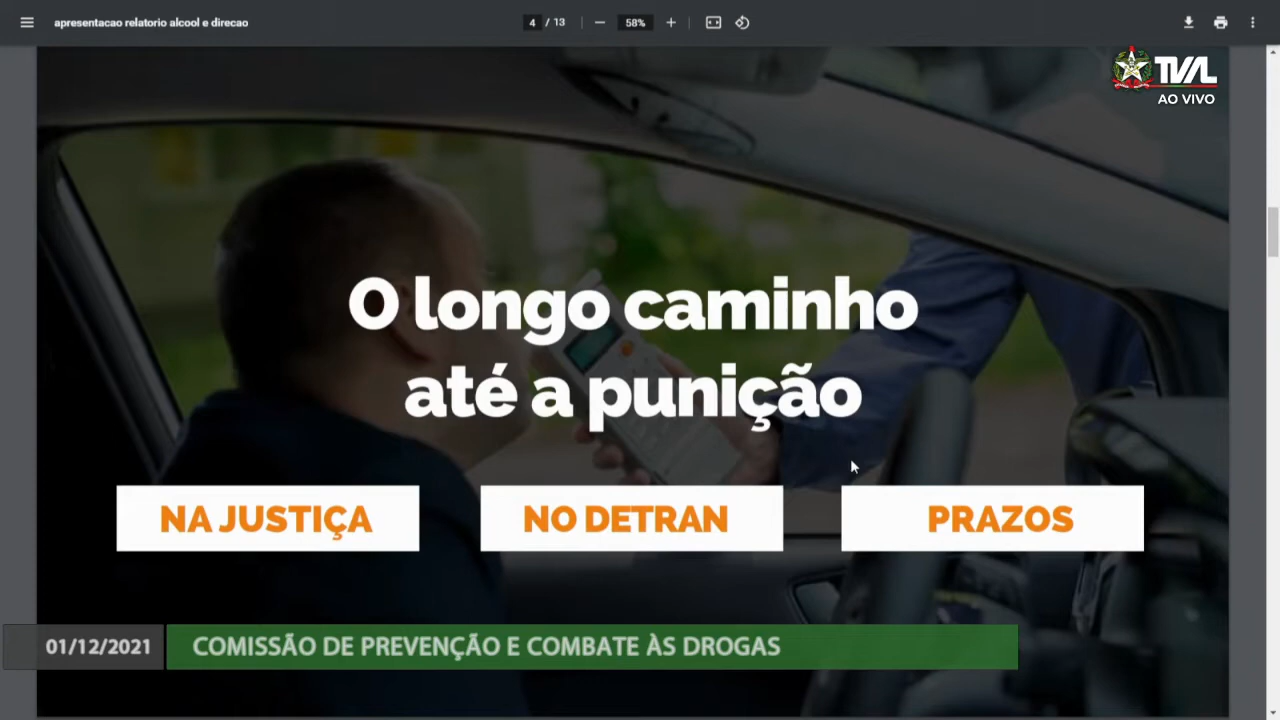 apresentacao relatorio alcool e direcao
4 / 13
58%
TVAL
AO VIVO
O longo caminho
até a punição
NA JUSTIÇA
NO DETRAN
PRAZOS
01/12/2021
COMISSÃO DE PREVENÇÃO E COMBATE ÀS DROGAS